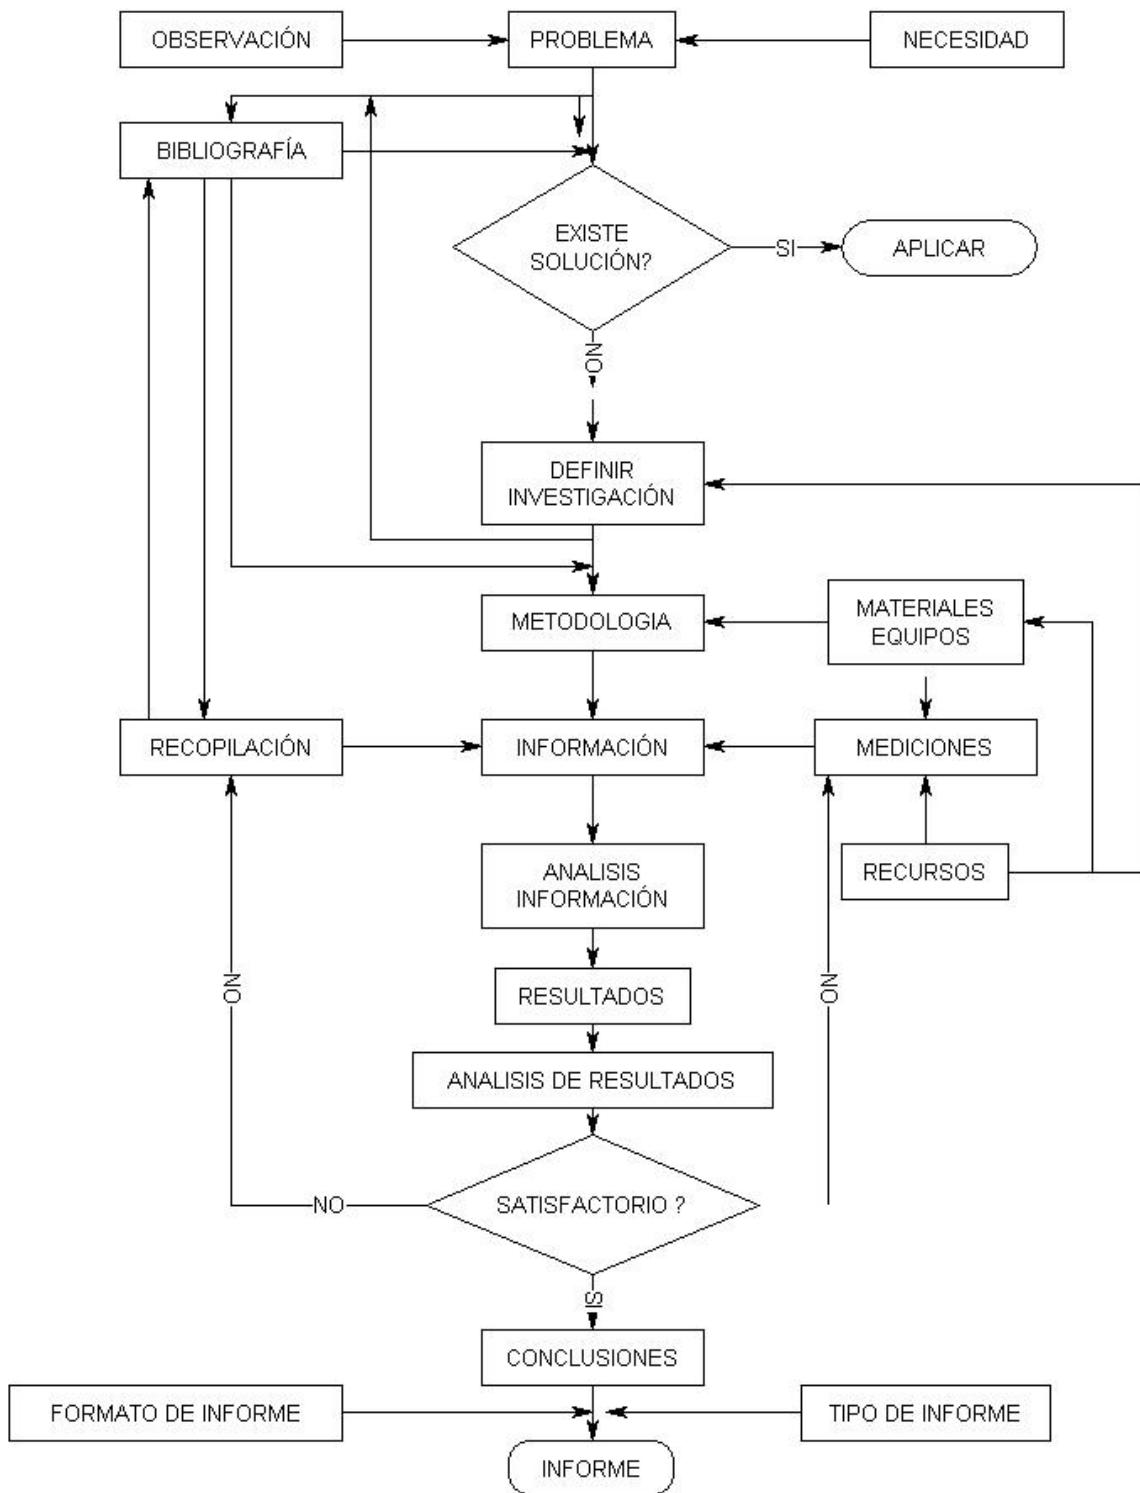 OBSERVACIÓN
PROBLEMA
NECESIDAD
BIBLIOGRAFÍA
EXISTE
SOLUCIÓN?
SI
APLICAR
NO
DEFINIR
INVESTIGACIÓN
METODOLOGIA
MATERIALES
EQUIPOS
RECOPILACIÓN
INFORMACIÓN
MEDICIONES
ANALISIS
INFORMACIÓN
RECURSOS
NO
RESULTADOS
NO
ANALISIS DE RESULTADOS
NO
SATISFACTORIO ?
SI
CONCLUSIONES
FORMATO DE INFORME
TIPO DE INFORME
INFORME